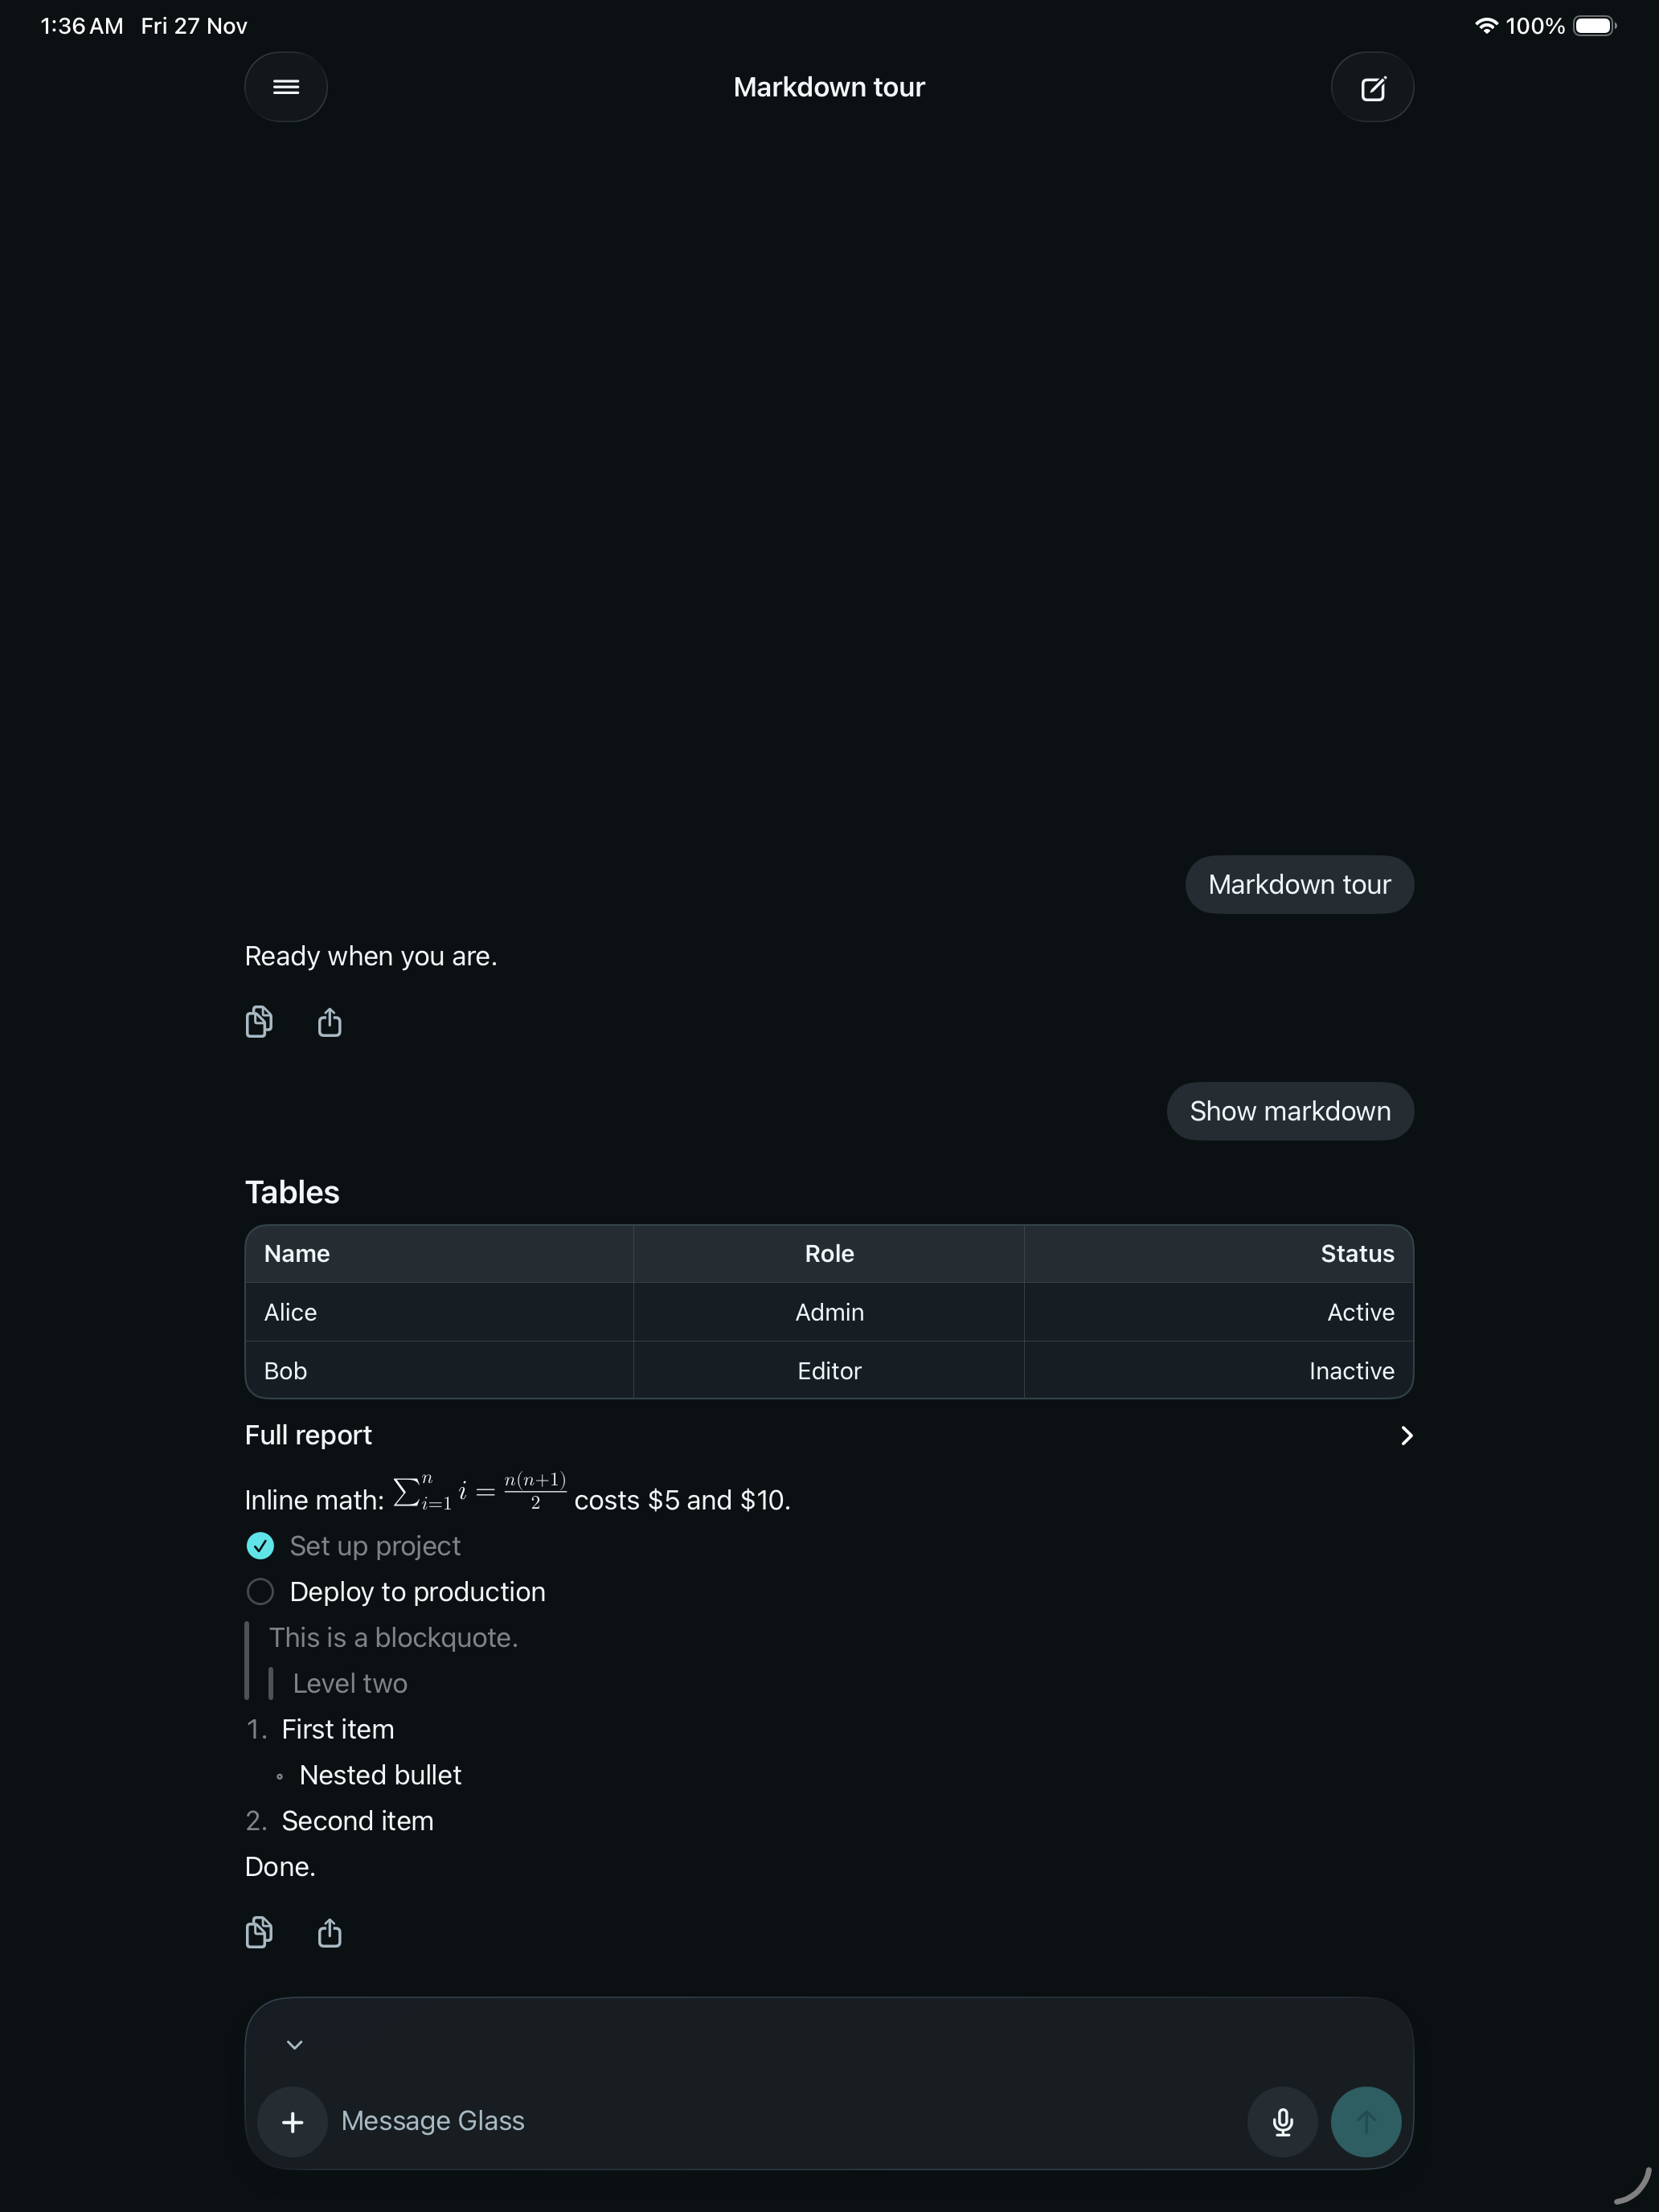 1:36 AM Fri 27 Nov
100%
Markdown tour
Markdown tour
Ready when you are.
Show markdown
Tables
Name Role Status
Alice Admin Active
Bob Editor Inactive
Full report
Inline math: ∑ⁿᵢ₌₁ i = n(n+1)/2 costs $5 and $10.
Set up project
Deploy to production
This is a blockquote.
Level two
1. First item
◦ Nested bullet
2. Second item
Done.
Message Glass